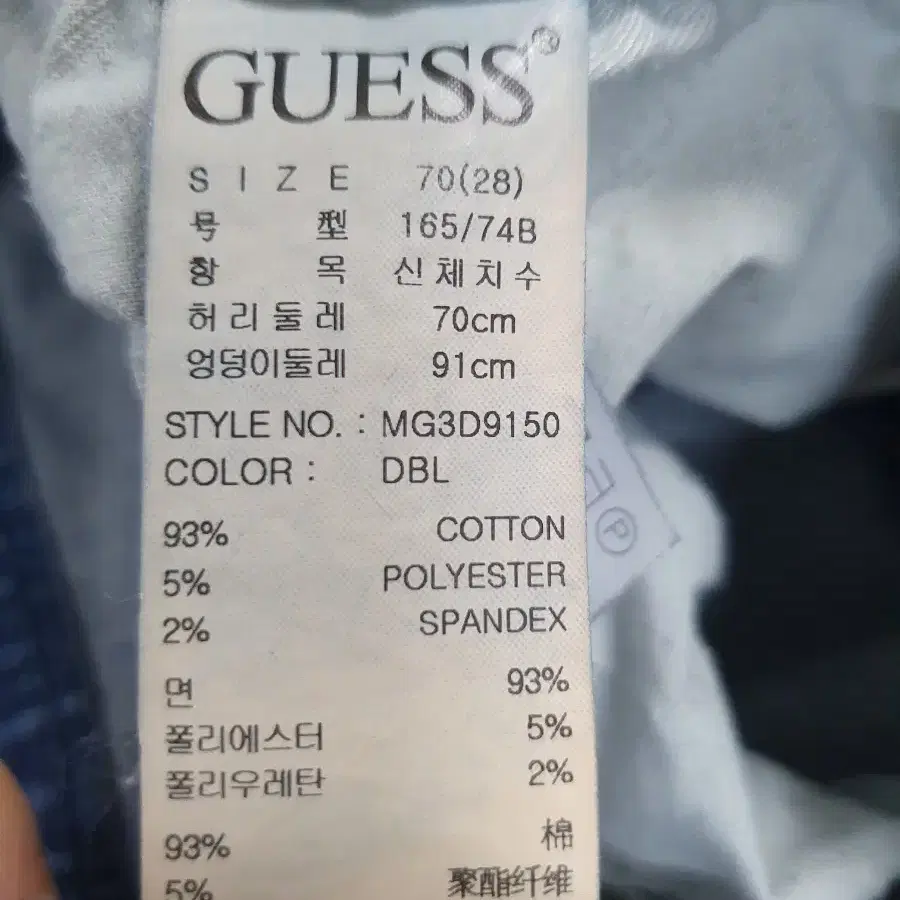 GUESS®
SIZE 70(28)
号型 165/74B
항목 신체치수
허리둘레 70cm
엉덩이둘레 91cm
STYLE NO. : MG3D9150
COLOR : DBL
93% COTTON
5% POLYESTER
2% SPANDEX
면 93%
폴리에스터 5%
폴리우레탄 2%
93% 棉
5% 聚酯纤维